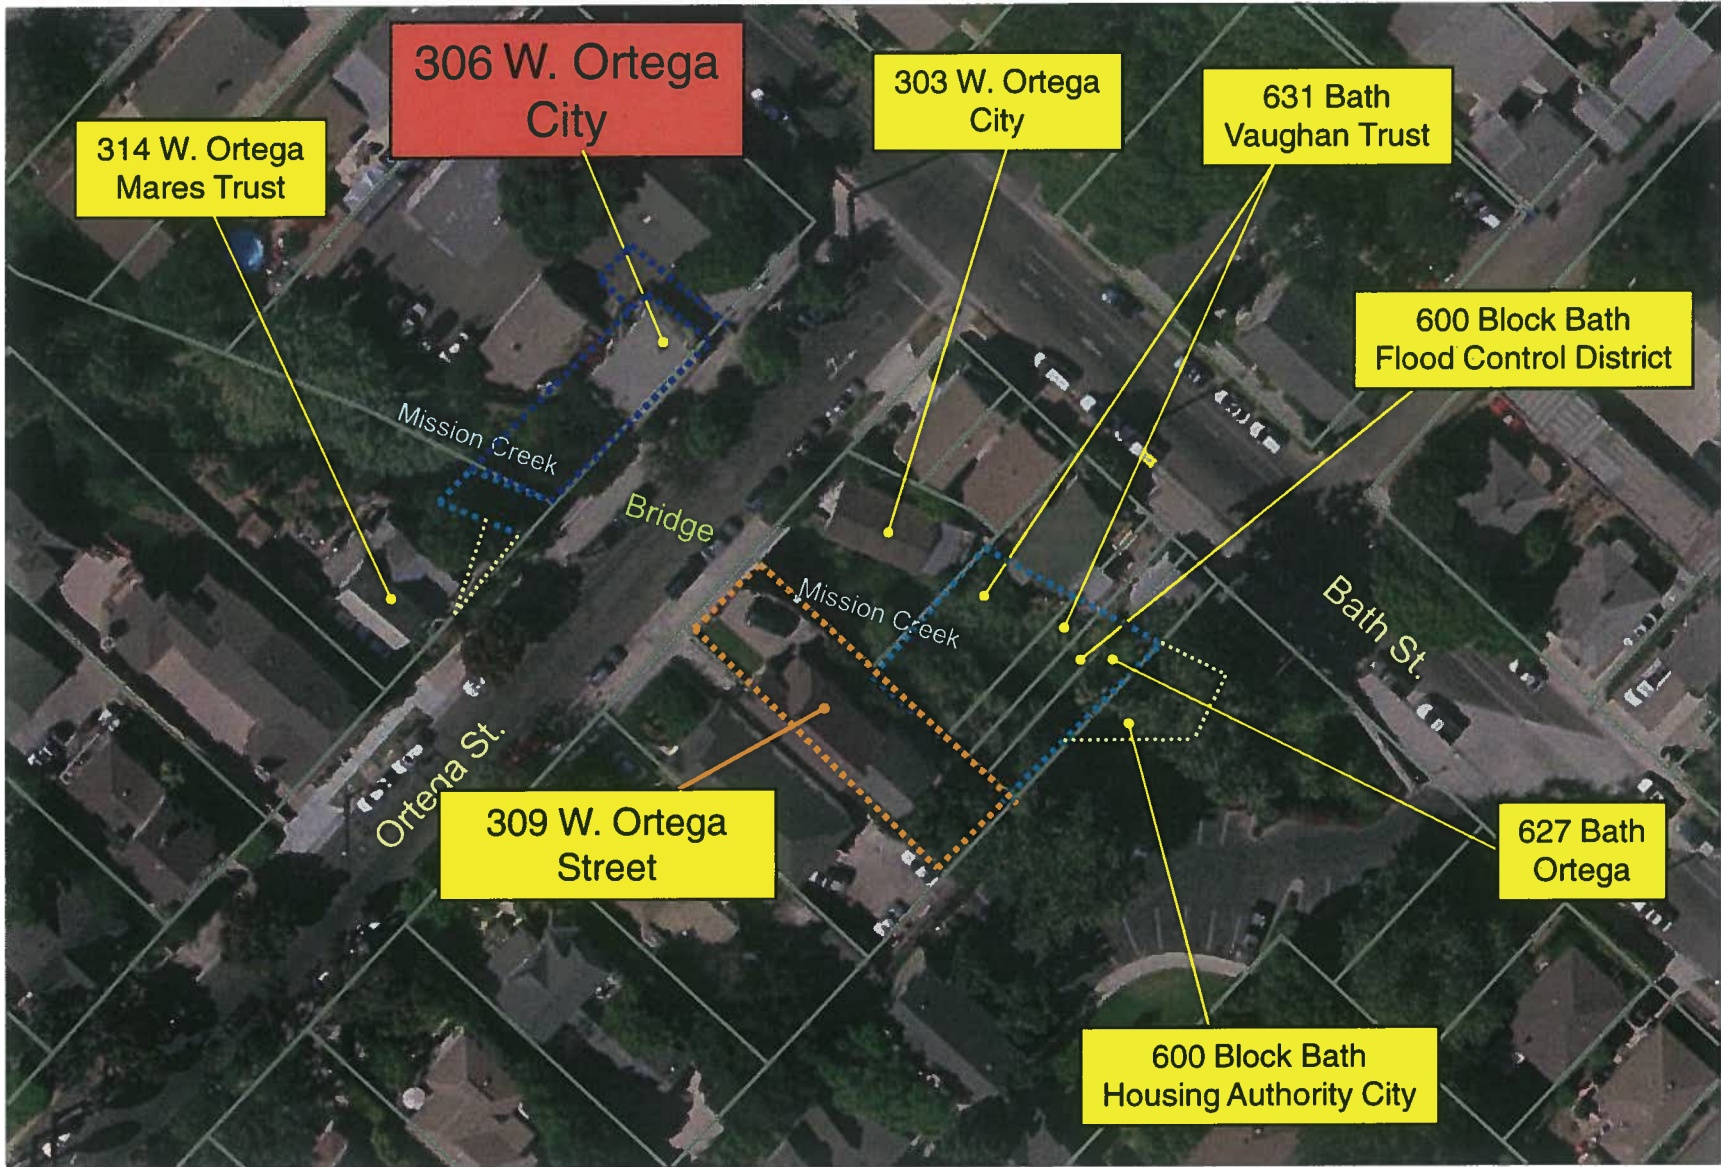 306 W. Ortega
City
303 W. Ortega
City
631 Bath
Vaughan Trust
314 W. Ortega
Mares Trust
600 Block Bath
Flood Control District
Mission Creek
Bridge
Mission Creek
Bath St.
Ortega St.
309 W. Ortega
Street
627 Bath
Ortega
600 Block Bath
Housing Authority City